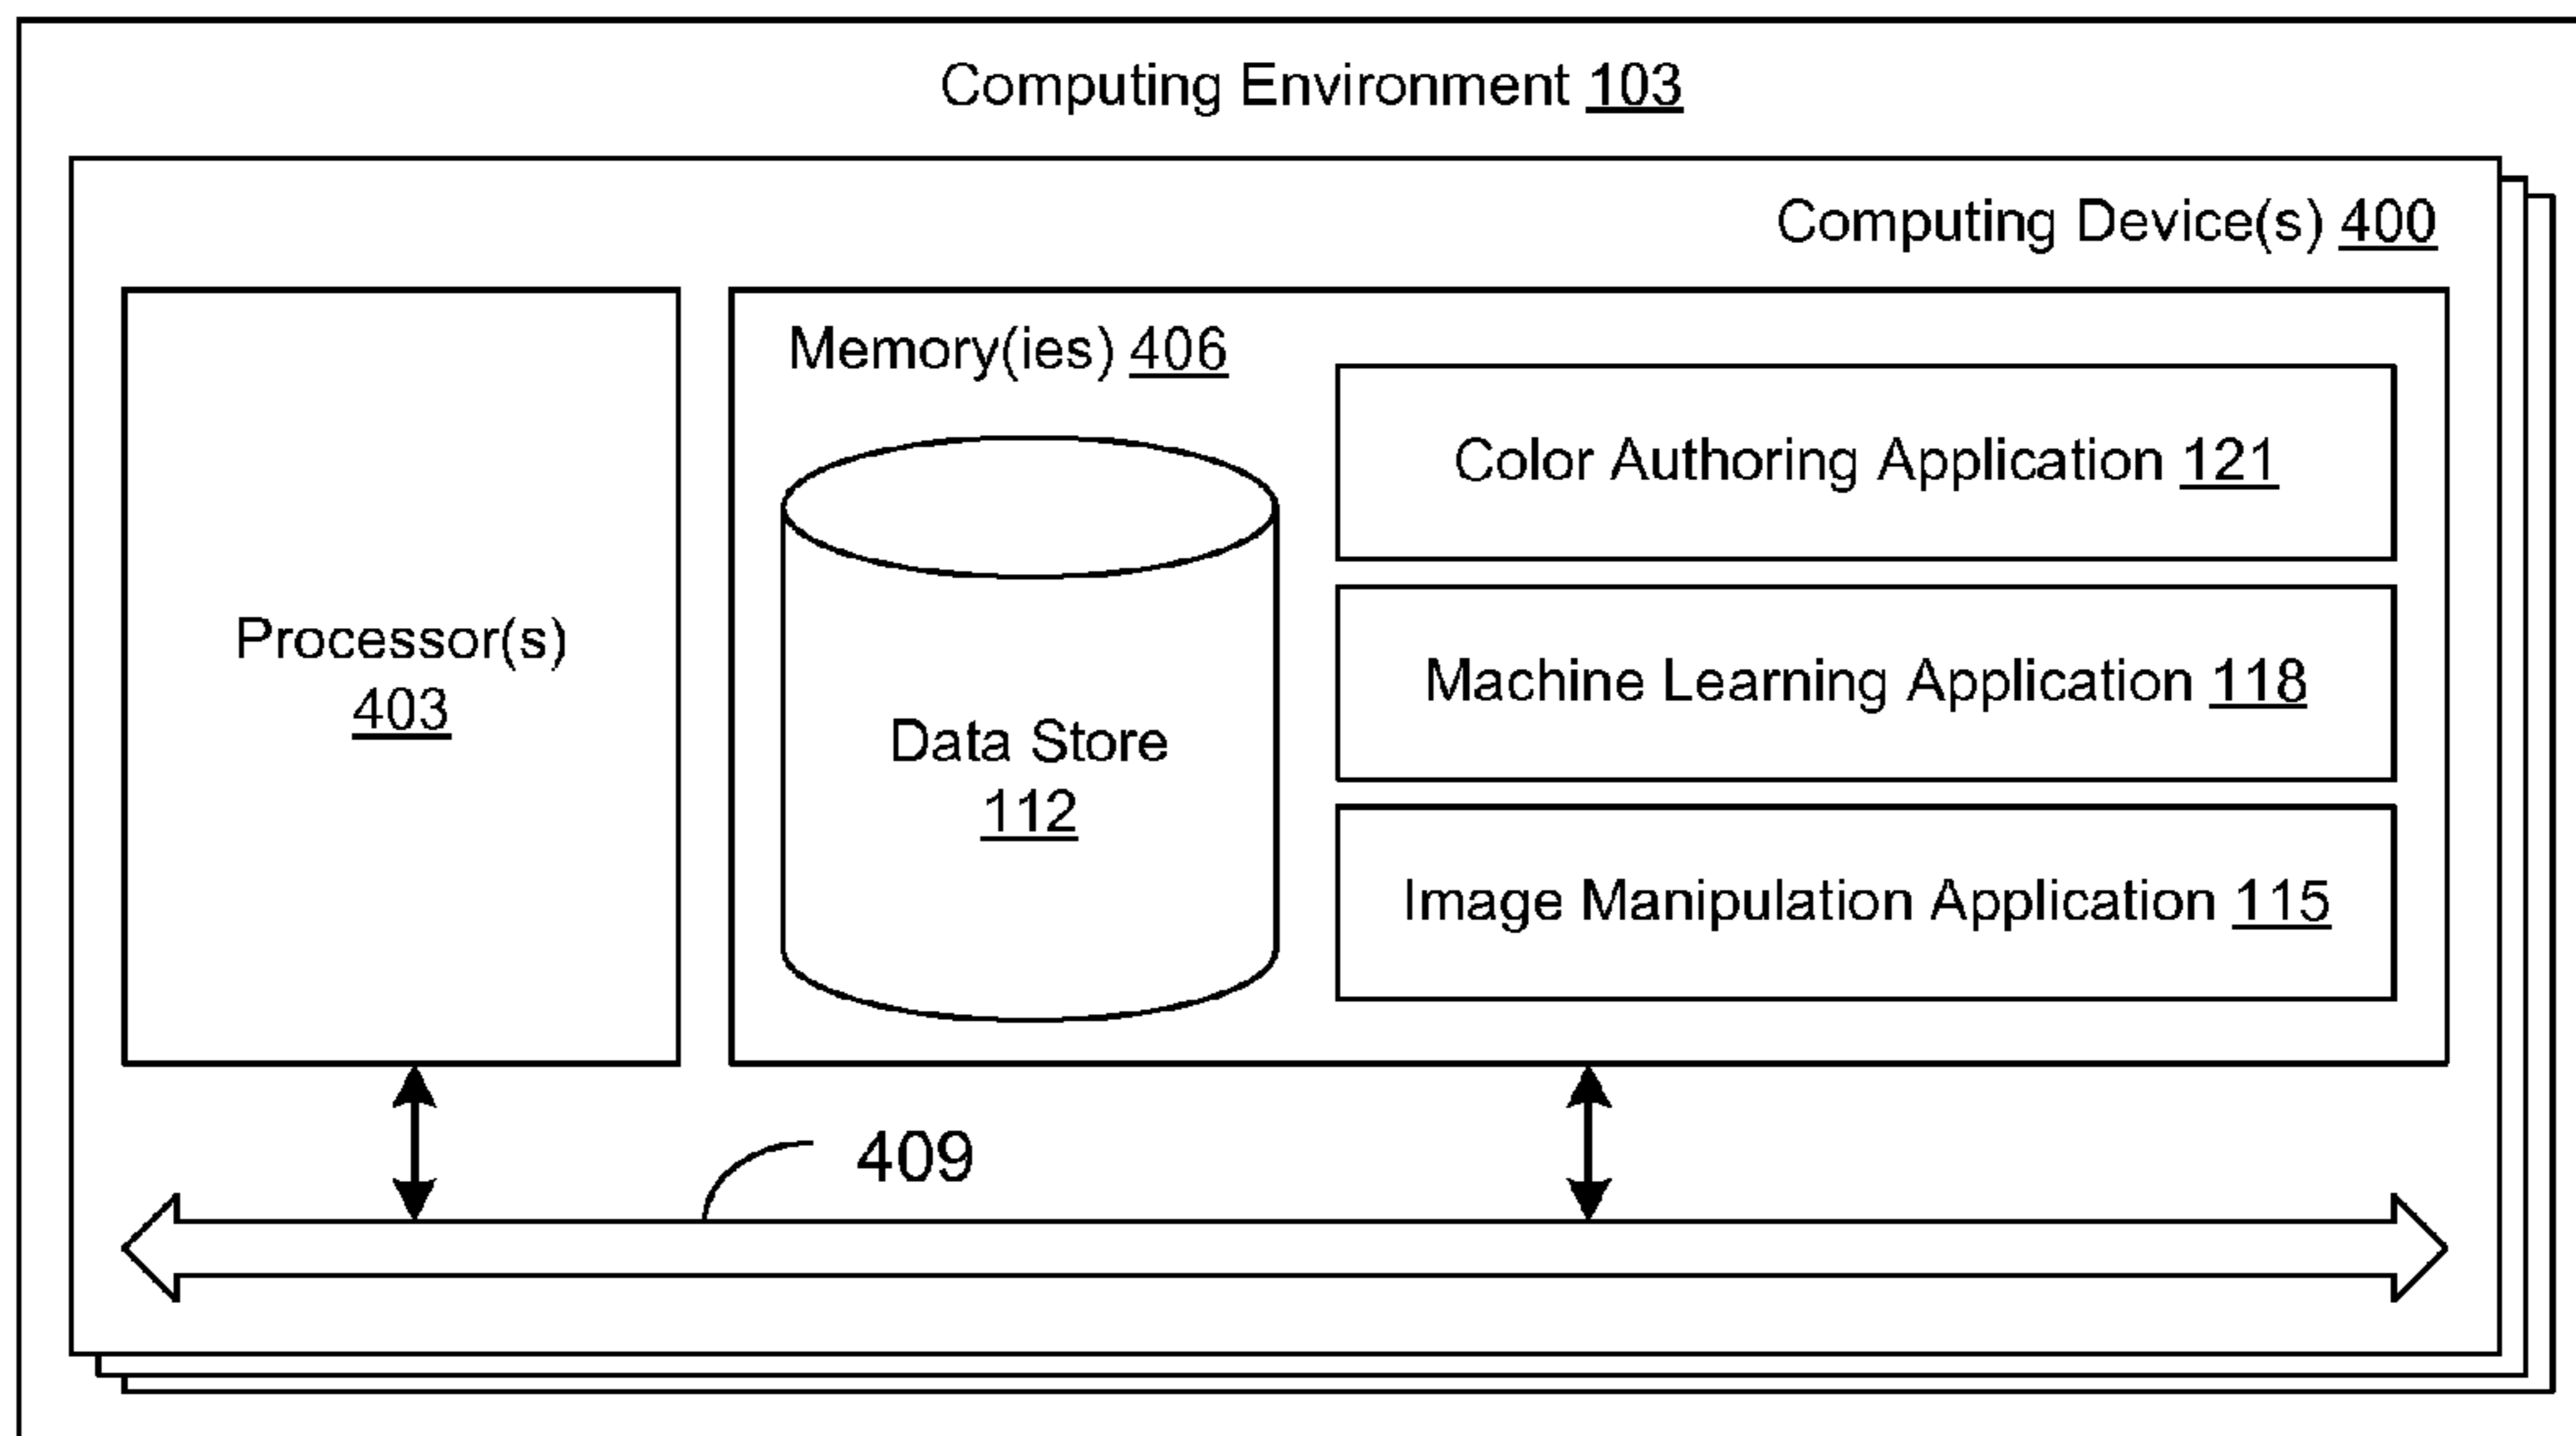 Computing Environment 103
Computing Device(s) 400
Processor(s)
403
Memory(ies) 406
Data Store
112
Color Authoring Application 121
Machine Learning Application 118
Image Manipulation Application 115
409